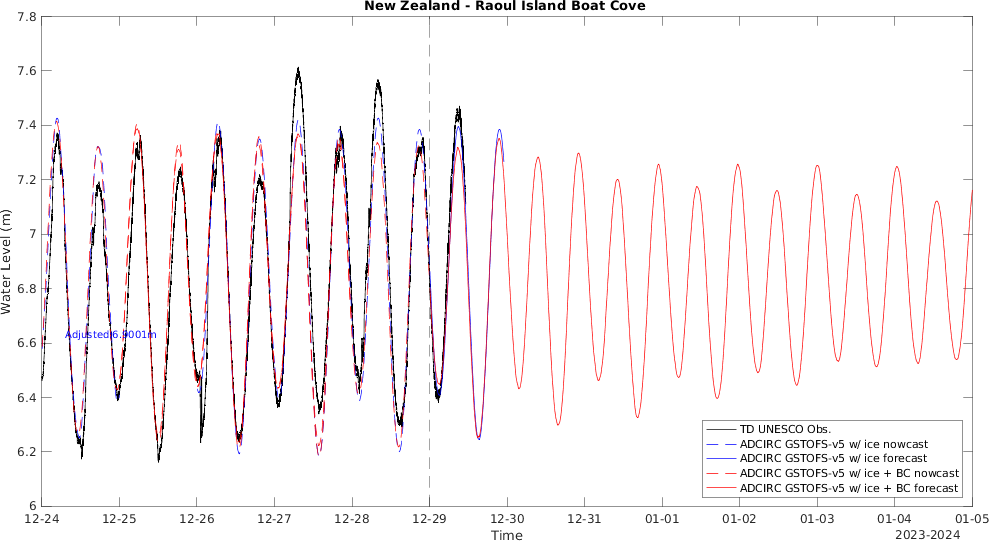 New Zealand - Raoul Island Boat Cove
7.8
7.6
7.4
7.2
7
6.8
6.6
6.4
6.2
6
Water Level (m)
Adjusted 6.9001m
TD UNESCO Obs.
ADCIRC GSTOFS-v5 w/ ice nowcast
ADCIRC GSTOFS-v5 w/ ice forecast
ADCIRC GSTOFS-v5 w/ ice + BC nowcast
ADCIRC GSTOFS-v5 w/ ice + BC forecast
12-24 12-25 12-26 12-27 12-28 12-29 12-30 12-31 01-01 01-02 01-03 01-04 01-05
Time
2023-2024